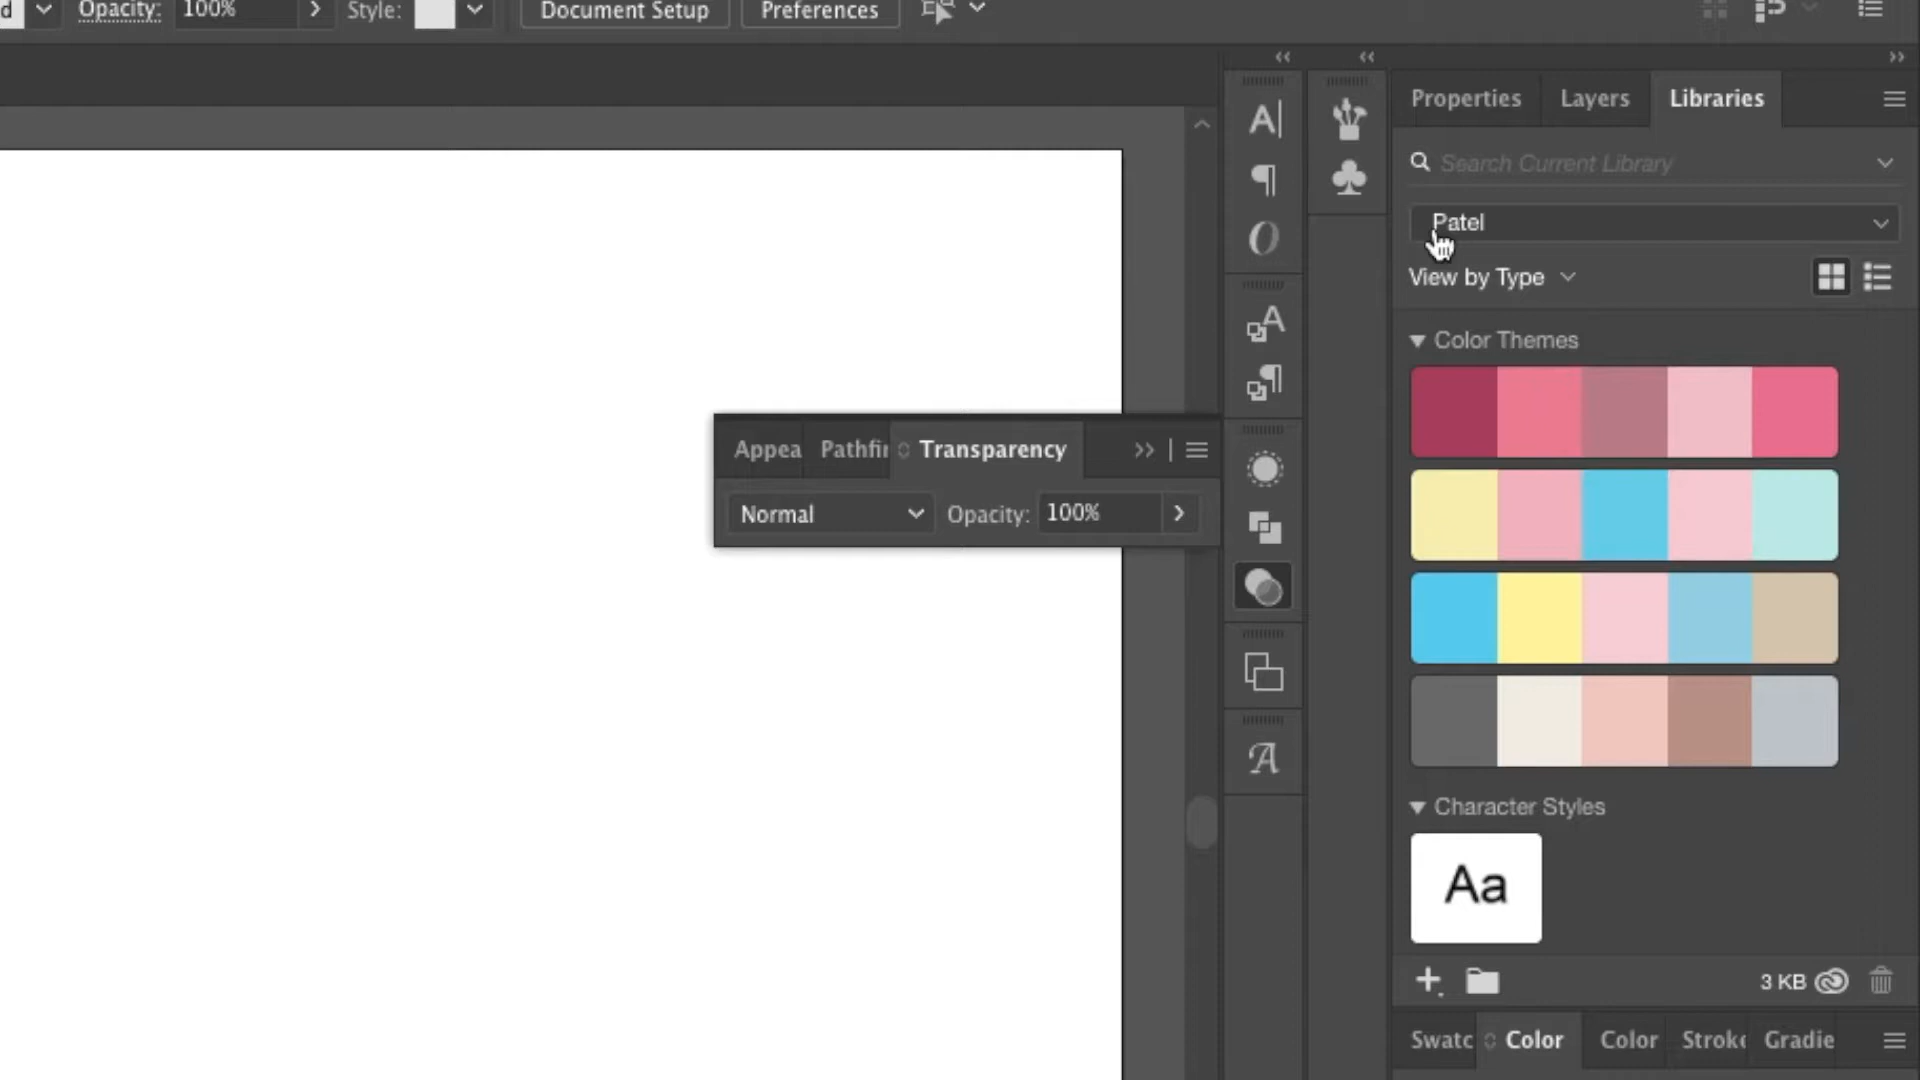 d Opacity: 100% Style: Document Setup Preferences
Properties Layers Libraries
Search Current Library
Patel
View by Type
Color Themes
Appea Pathfi Transparency
Normal Opacity: 100%
Character Styles
Aa
3 KB
Swatc Color Color Stroke Gradie